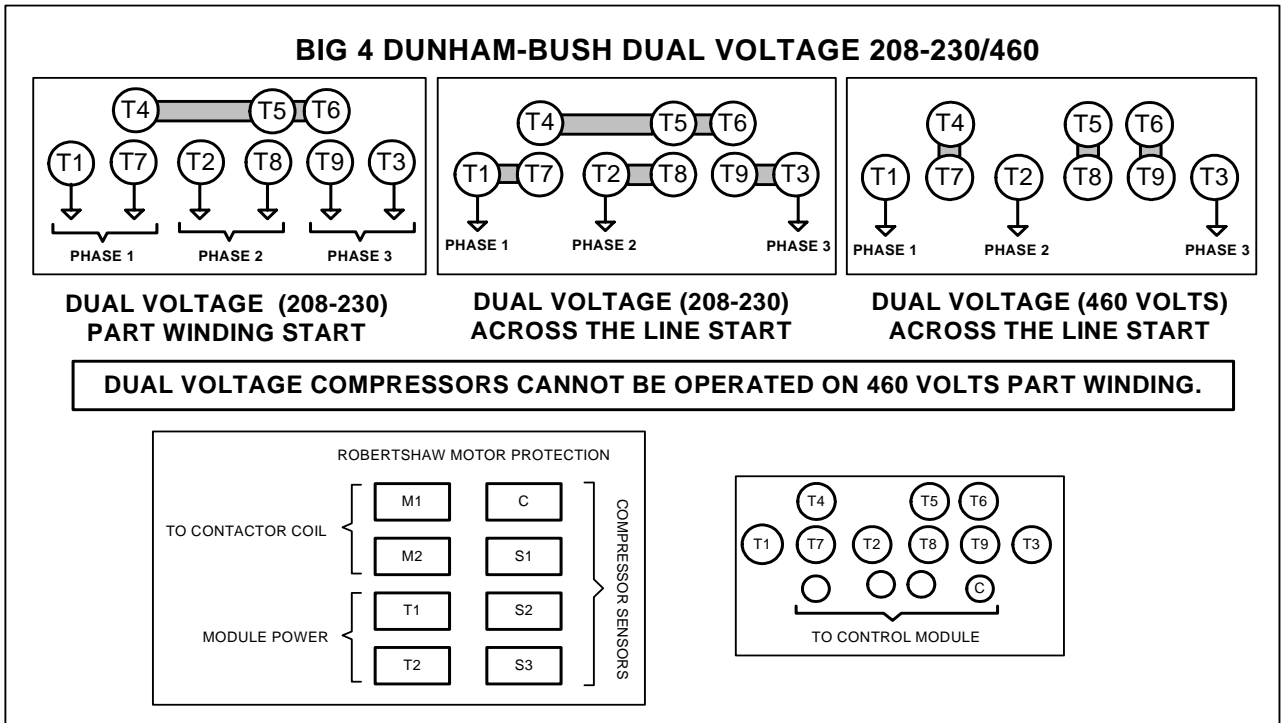 BIG 4 DUNHAM-BUSH DUAL VOLTAGE 208-230/460
T4 T5 T6
T1 T7 T2 T8 T9 T3
PHASE 1 PHASE 2 PHASE 3
DUAL VOLTAGE (208-230)
PART WINDING START
T4 T5 T6
T1 T7 T2 T8 T9 T3
PHASE 1 PHASE 2 PHASE 3
DUAL VOLTAGE (208-230)
ACROSS THE LINE START
T4 T5 T6
T1 T7 T2 T8 T9 T3
PHASE 1 PHASE 2 PHASE 3
DUAL VOLTAGE (460 VOLTS)
ACROSS THE LINE START
DUAL VOLTAGE COMPRESSORS CANNOT BE OPERATED ON 460 VOLTS PART WINDING.
ROBERTSHAW MOTOR PROTECTION
TO CONTACTOR COIL
M1 C
M2 S1
MODULE POWER
T1 S2
T2 S3
COMPRESSOR SENSORS
T4 T5 T6
T1 T7 T2 T8 T9 T3
C
TO CONTROL MODULE